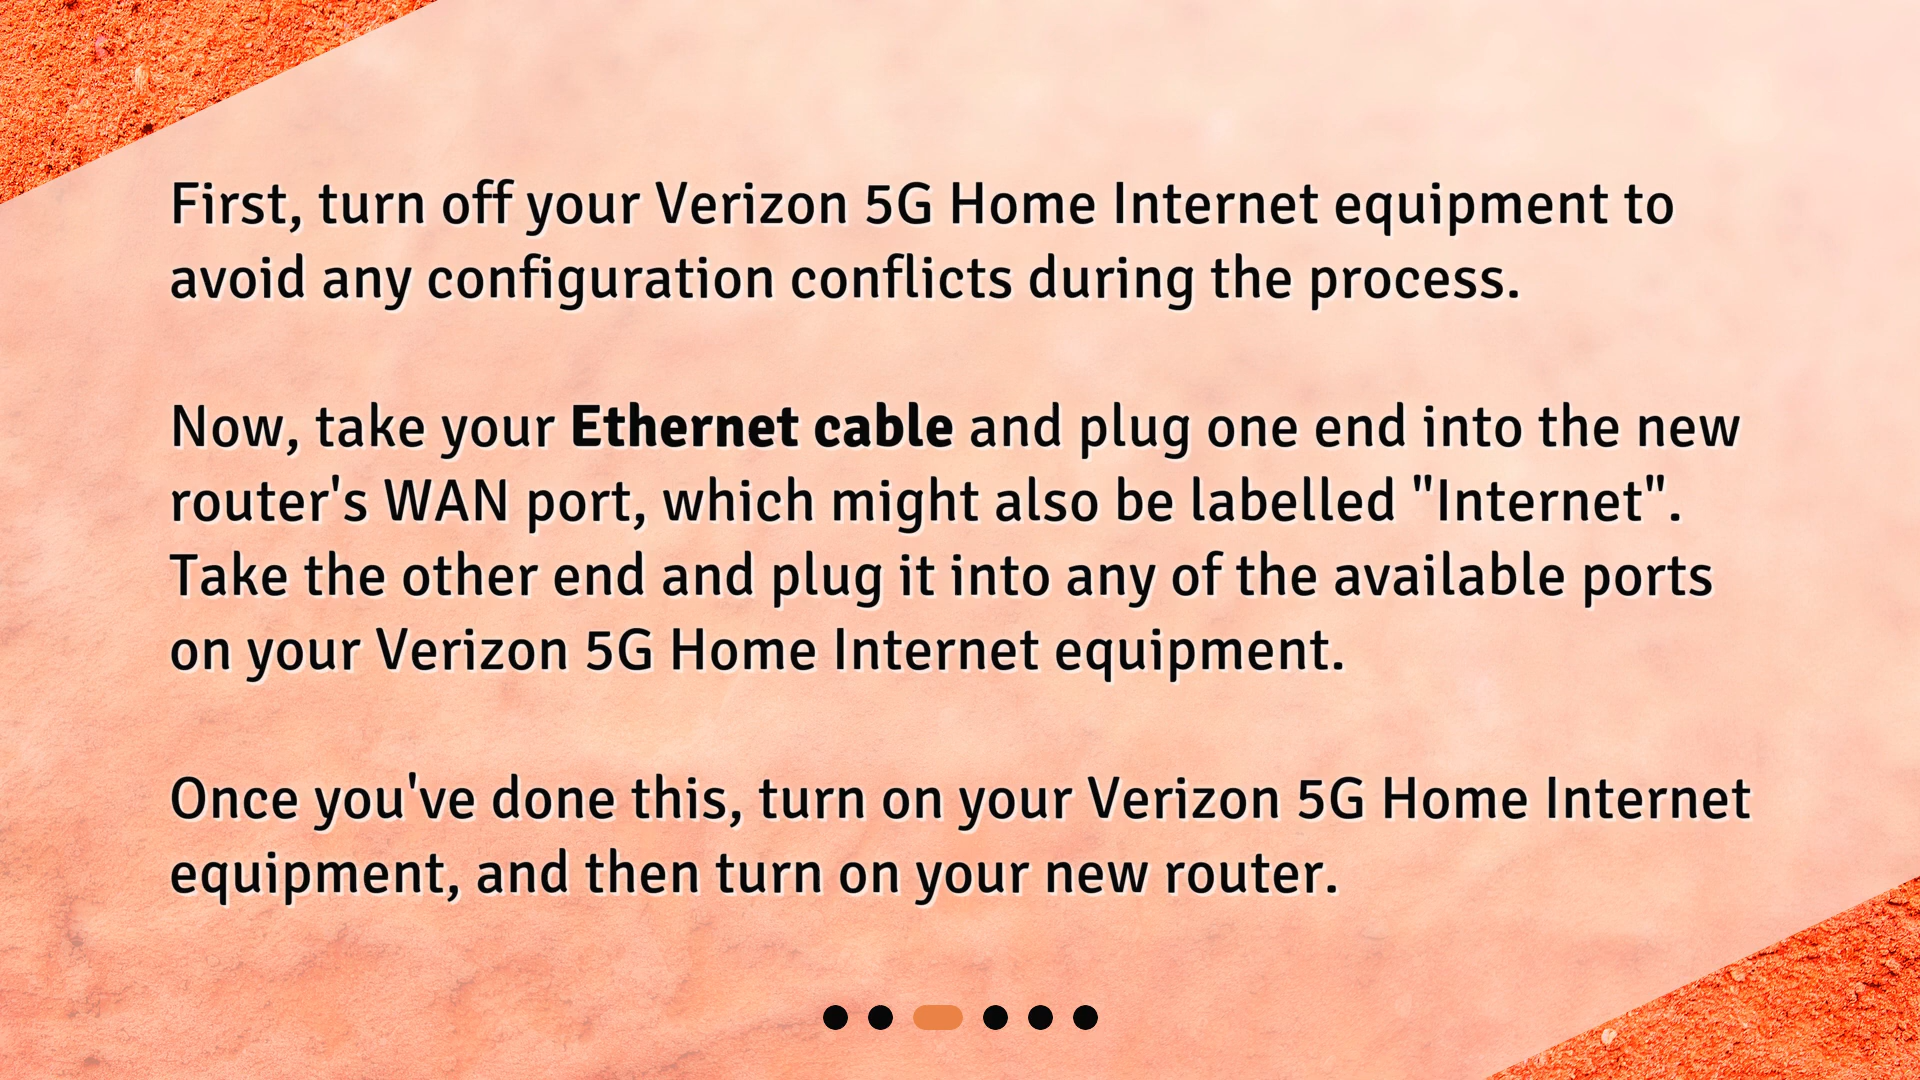 First, turn off your Verizon 5G Home Internet equipment to
avoid any configuration conflicts during the process.
Now, take your Ethernet cable and plug one end into the new
router's WAN port, which might also be labelled "Internet".
Take the other end and plug it into any of the available ports
on your Verizon 5G Home Internet equipment.
Once you've done this, turn on your Verizon 5G Home Internet
equipment, and then turn on your new router.